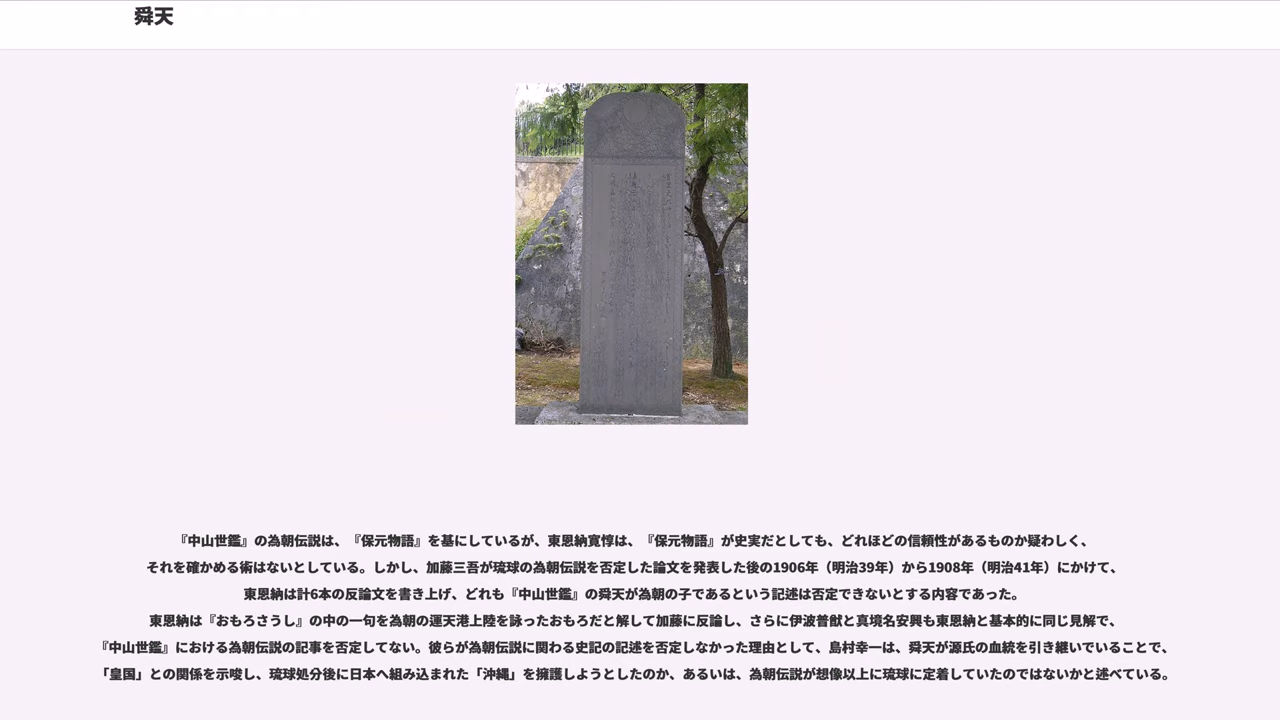 舜天
『中山世鑑』の為朝伝説は、『保元物語』を基にしているが、東恩納寛惇は、『保元物語』が史実だとしても、どれほどの信頼性があるものか疑わしく、
それを確かめる術はないとしている。しかし、加藤三吾が琉球の為朝伝説を否定した論文を発表した後の1906年（明治39年）から1908年（明治41年）にかけて、
東恩納は計6本の反論文を書き上げ、どれも『中山世鑑』の舜天が為朝の子であるという記述は否定できないとする内容であった。
東恩納は『おもろさうし』の中の一句を為朝の運天港上陸を詠ったおもろだと解して加藤に反論し、さらに伊波普猷と真境名安興も東恩納と基本的に同じ見解で、
『中山世鑑』における為朝伝説の記事を否定してない。彼らが為朝伝説に関わる史記の記述を否定しなかった理由として、島村幸一は、舜天が源氏の血統を引き継いでいることで、
「皇国」との関係を示唆し、琉球処分後に日本へ組み込まれた「沖縄」を擁護しようとしたのか、あるいは、為朝伝説が想像以上に琉球に定着していたのではないかと述べている。